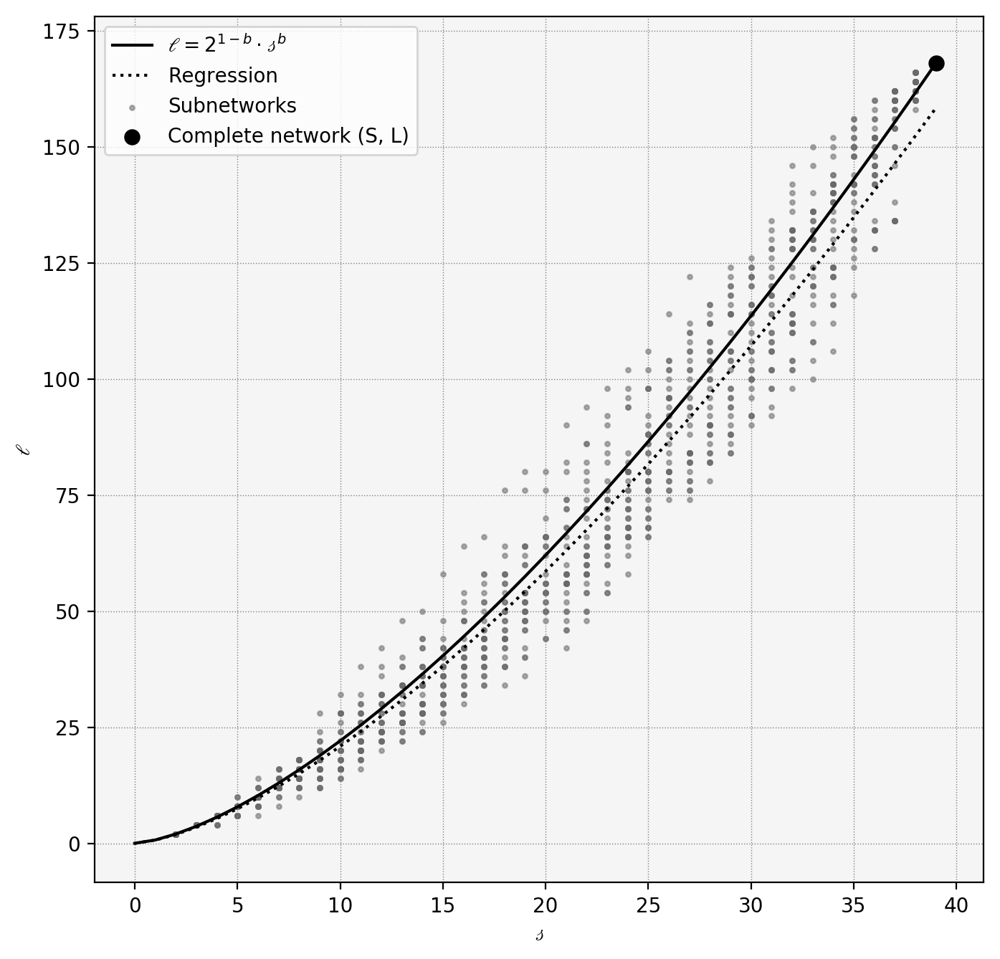 ℓ = 2^{1−b} · 𝓈^b
Regression
Subnetworks
Complete network (S, L)
175
150
125
100
75
50
25
0
ℓ
0 5 10 15 20 25 30 35 40
𝓈